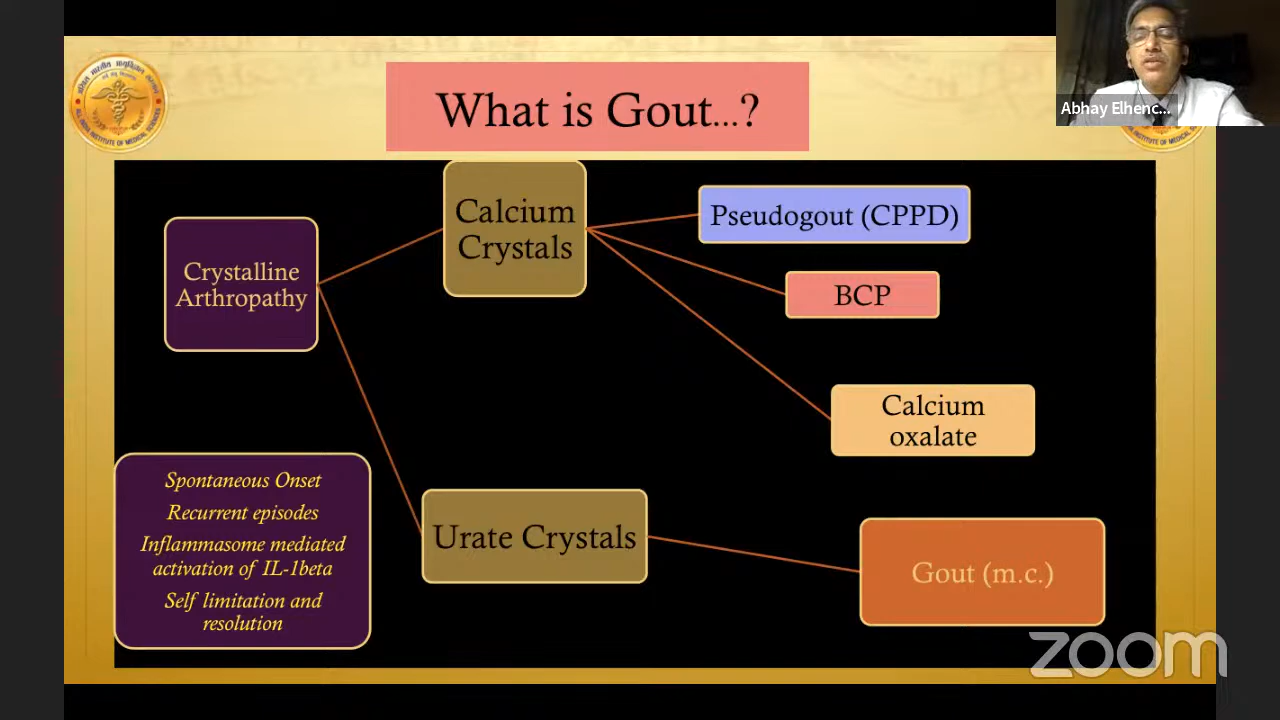 What is Gout...?
Abhay Elhenc...
Calcium
Crystals
Pseudogout (CPPD)
Crystalline
Arthropathy
BCP
Calcium
oxalate
Spontaneous Onset
Recurrent episodes
Inflammasome mediated
activation of IL-1beta
Self limitation and
resolution
Urate Crystals
Gout (m.c.)
zoom